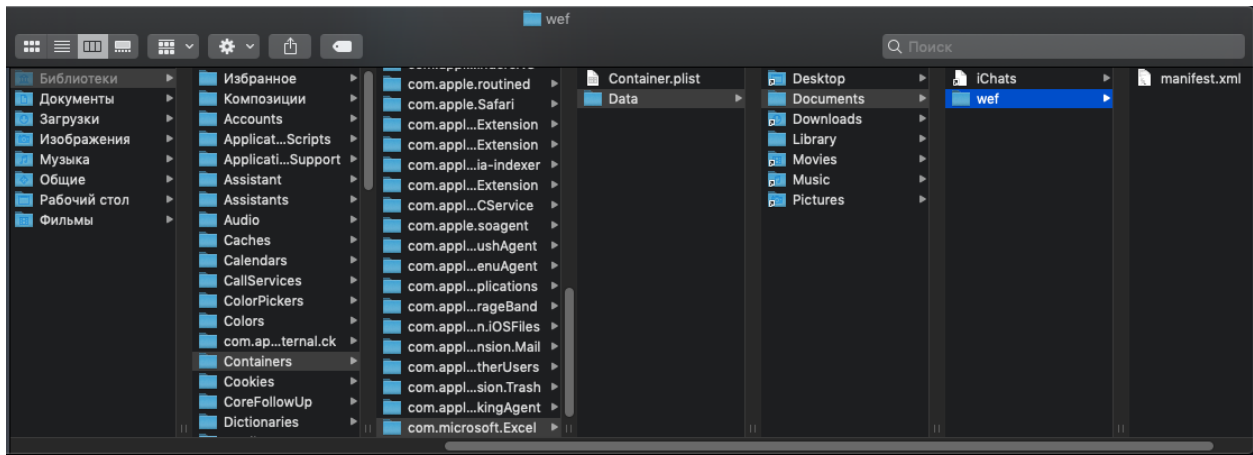 wef
Поиск
Библиотеки
Документы
Загрузки
Изображения
Музыка
Общие
Рабочий стол
Фильмы
Избранное
Композиции
Accounts
Applicat...Scripts
Applicati...Support
Assistant
Assistants
Audio
Caches
Calendars
CallServices
ColorPickers
Colors
com.ap...ternal.ck
Containers
Cookies
CoreFollowUp
Dictionaries
com.apple.routined
com.apple.Safari
com.appl...Extension
com.appl...Extension
com.appl...ia-indexer
com.appl...Extension
com.appl...CService
com.apple.soagent
com.appl...ushAgent
com.appl...enuAgent
com.appl...plications
com.appl...rageBand
com.appl...n.iOSFiles
com.appl...nsion.Mail
com.appl...therUsers
com.appl...sion.Trash
com.appl...kingAgent
com.microsoft.Excel
Container.plist
Data
Desktop
Documents
Downloads
Library
Movies
Music
Pictures
iChats
wef
manifest.xml